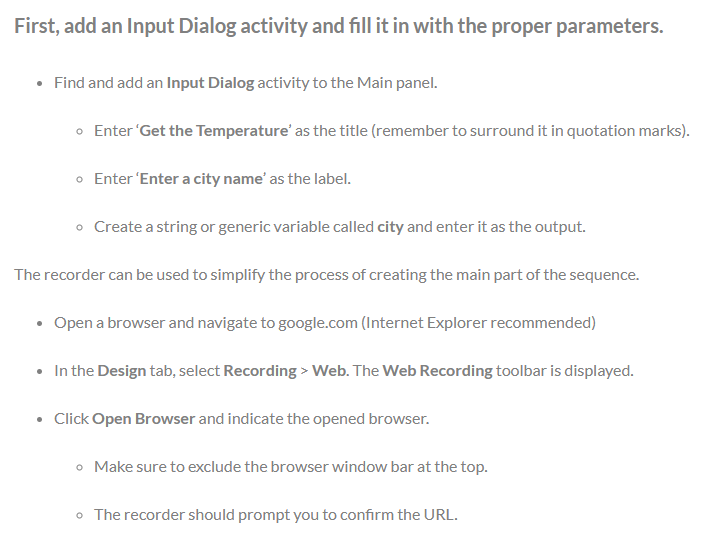 First, add an Input Dialog activity and fill it in with the proper parameters.
• Find and add an Input Dialog activity to the Main panel.
◦ Enter ‘Get the Temperature’ as the title (remember to surround it in quotation marks).
◦ Enter ‘Enter a city name’ as the label.
◦ Create a string or generic variable called city and enter it as the output.
The recorder can be used to simplify the process of creating the main part of the sequence.
• Open a browser and navigate to google.com (Internet Explorer recommended)
• In the Design tab, select Recording > Web. The Web Recording toolbar is displayed.
• Click Open Browser and indicate the opened browser.
◦ Make sure to exclude the browser window bar at the top.
◦ The recorder should prompt you to confirm the URL.